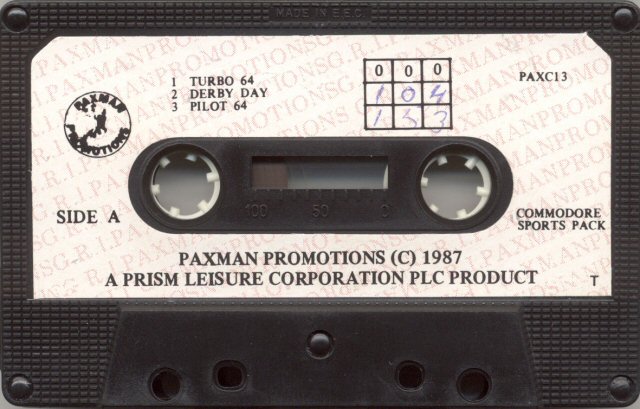 MADE IN E.E.C.
1 TURBO 64
2 DERBY DAY
3 PILOT 64
0 0 0
1 0 4
1 3 3
PAXC13
PAXMAN
PROMOTIONS
SIDE A
100 50 0
COMMODORE
SPORTS PACK
PAXMAN PROMOTIONS (C) 1987
A PRISM LEISURE CORPORATION PLC PRODUCT
T